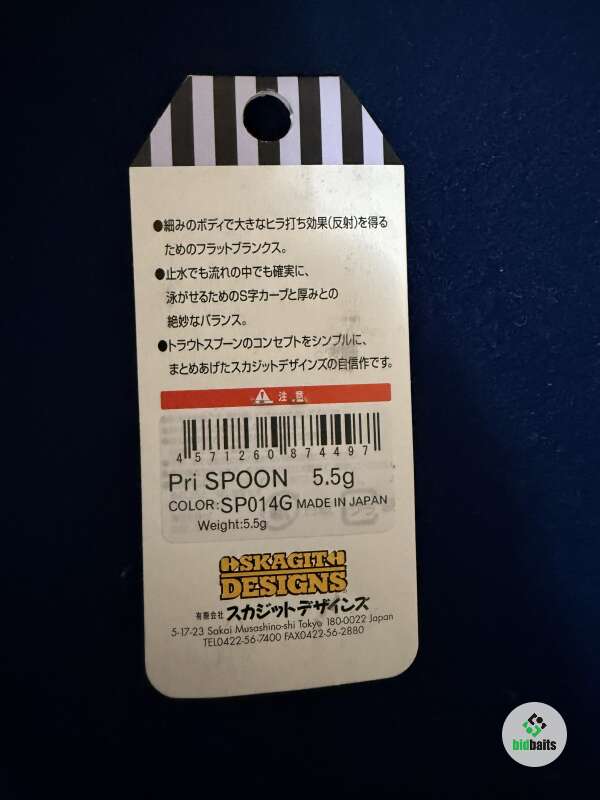 ●細みのボディで大きなヒラ打ち効果(反射)を得る
ためのフラットブランクス。
●止水でも流れの中でも確実に、
泳がせるためのS字カーブと厚みとの
絶妙なバランス。
●トラウトスプーンのコンセプトをシンプルに、
まとめあげたスカジットデザインズの自信作です。
注意
4571260874497
Pri SPOON 5.5g
COLOR:SP014G MADE IN JAPAN
Weight:5.5g
SKAGIT
DESIGNS
有限会社 スカジットデザインズ
5-17-23 Sakai Musashino-shi Tokyo 180-0022 Japan
TEL0422-56-7400 FAX0422-56-2880
bidbaits